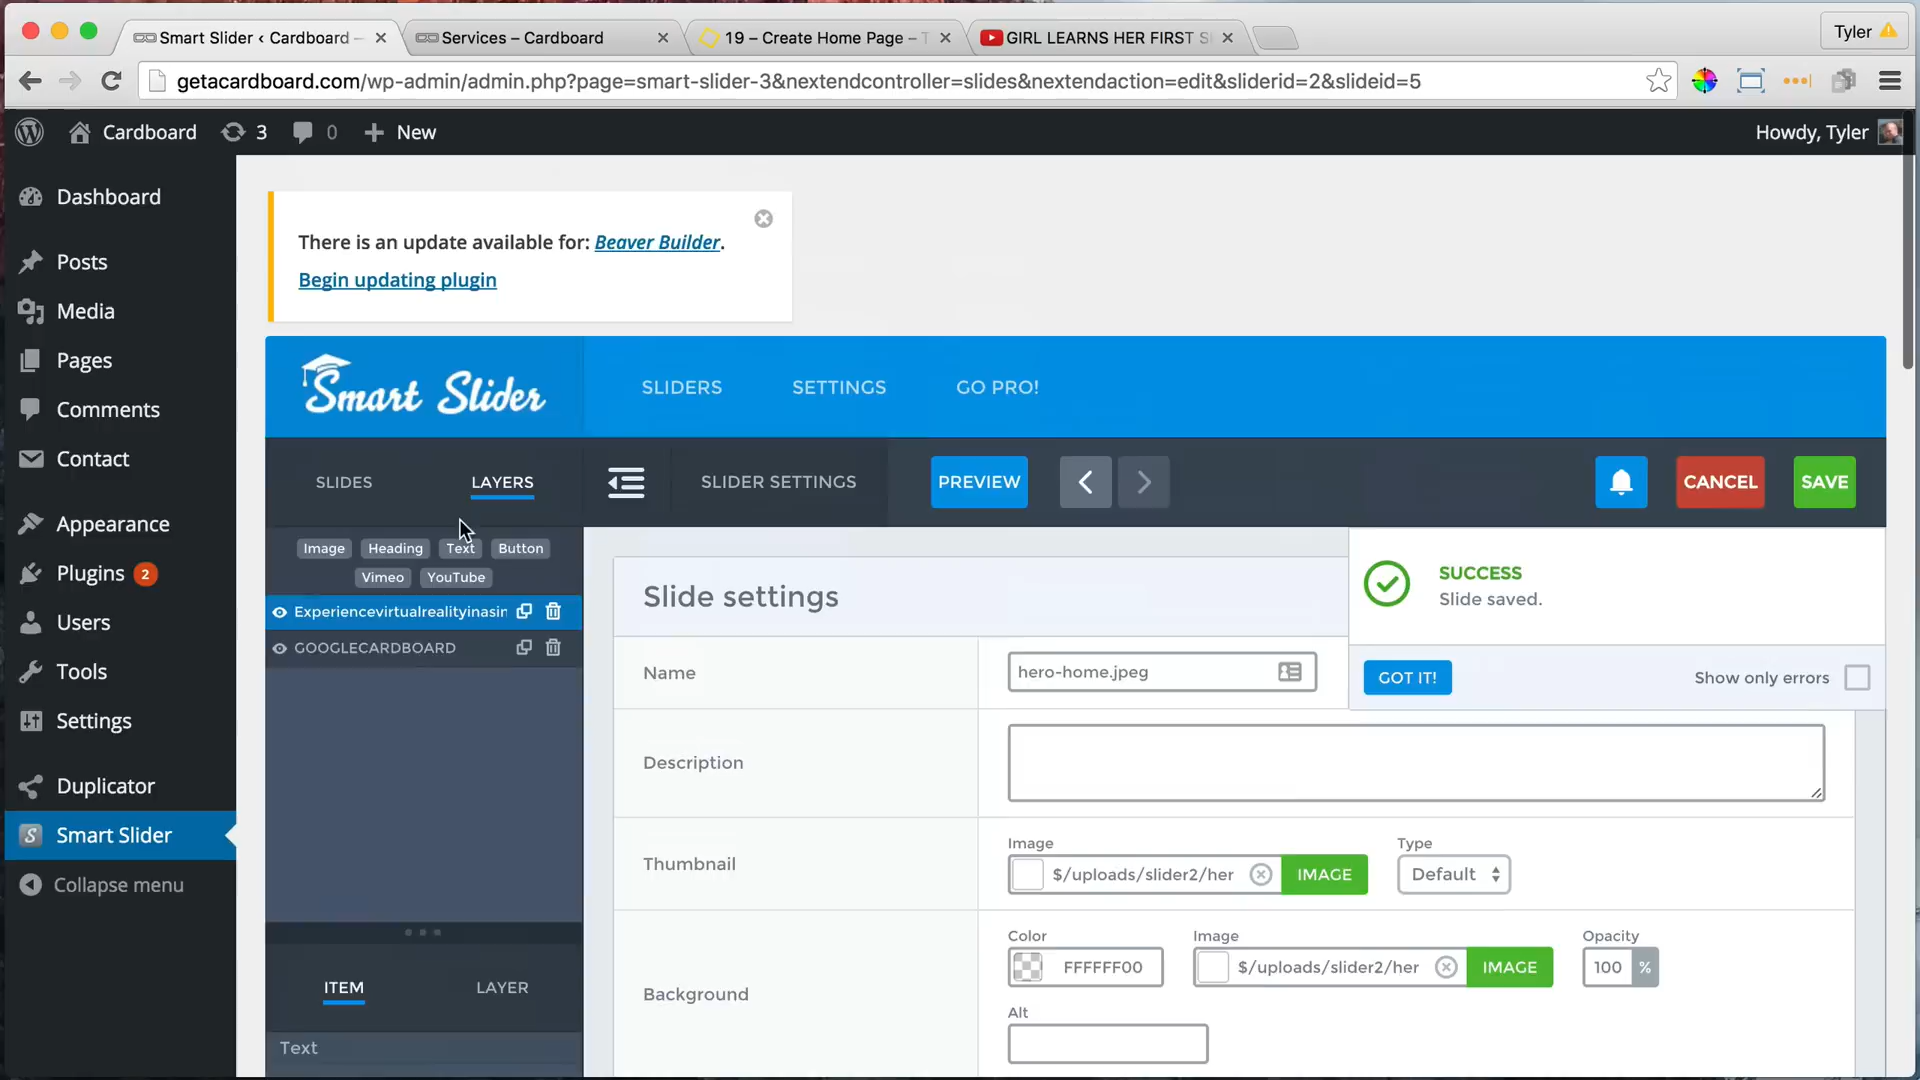 Smart Slider ‹ Cardboard –
Services – Cardboard
19 – Create Home Page – T
GIRL LEARNS HER FIRST S
Tyler
getacardboard.com/wp-admin/admin.php?page=smart-slider-3&nextendcontroller=slides&nextendaction=edit&sliderid=2&slideid=5
Cardboard
3
0
New
Howdy, Tyler
Dashboard
Posts
Media
Pages
Comments
Contact
Appearance
Plugins 2
Users
Tools
Settings
Duplicator
Smart Slider
Collapse menu
There is an update available for: Beaver Builder.
Begin updating plugin
Smart Slider
SLIDERS
SETTINGS
GO PRO!
SLIDES
LAYERS
SLIDER SETTINGS
PREVIEW
CANCEL
SAVE
Image
Heading
Text
Button
Vimeo
YouTube
Experiencevirtualrealityinasin
GOOGLECARDBOARD
ITEM
LAYER
Text
Slide settings
SUCCESS
Slide saved.
GOT IT!
Show only errors
Name
hero-home.jpeg
Description
Thumbnail
Image
$/uploads/slider2/her
IMAGE
Type
Default
Background
Color
FFFFFF00
Image
$/uploads/slider2/her
IMAGE
Opacity
100 %
Alt